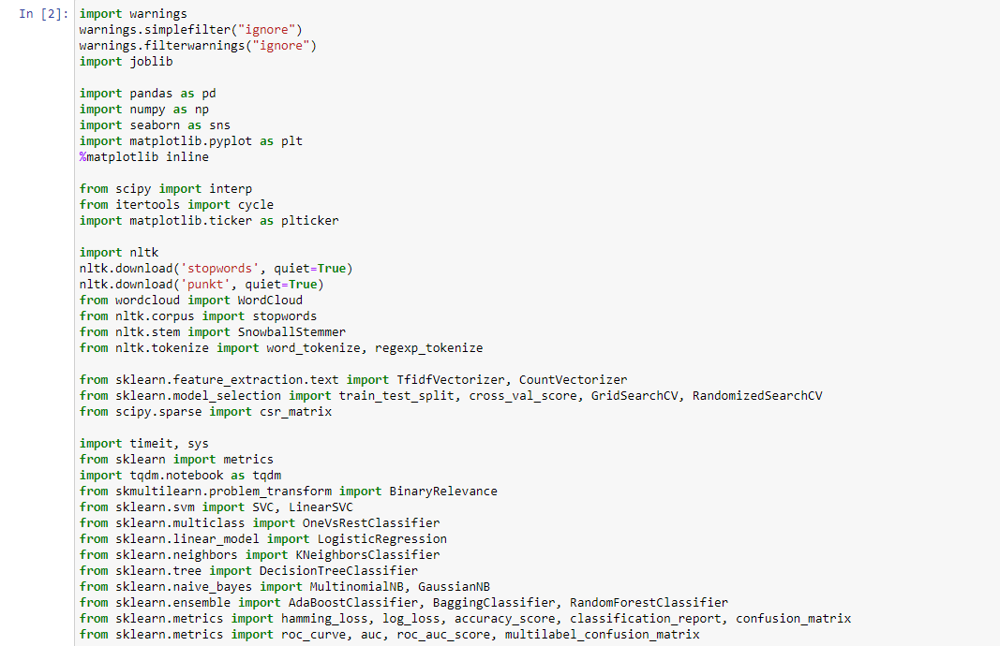 In [2]:
import warnings
warnings.simplefilter("ignore")
warnings.filterwarnings("ignore")
import joblib
import pandas as pd
import numpy as np
import seaborn as sns
import matplotlib.pyplot as plt
%matplotlib inline
from scipy import interp
from itertools import cycle
import matplotlib.ticker as plticker
import nltk
nltk.download('stopwords', quiet=True)
nltk.download('punkt', quiet=True)
from wordcloud import WordCloud
from nltk.corpus import stopwords
from nltk.stem import SnowballStemmer
from nltk.tokenize import word_tokenize, regexp_tokenize
from sklearn.feature_extraction.text import TfidfVectorizer, CountVectorizer
from sklearn.model_selection import train_test_split, cross_val_score, GridSearchCV, RandomizedSearchCV
from scipy.sparse import csr_matrix
import timeit, sys
from sklearn import metrics
import tqdm.notebook as tqdm
from skmultilearn.problem_transform import BinaryRelevance
from sklearn.svm import SVC, LinearSVC
from sklearn.multiclass import OneVsRestClassifier
from sklearn.linear_model import LogisticRegression
from sklearn.neighbors import KNeighborsClassifier
from sklearn.tree import DecisionTreeClassifier
from sklearn.naive_bayes import MultinomialNB, GaussianNB
from sklearn.ensemble import AdaBoostClassifier, BaggingClassifier, RandomForestClassifier
from sklearn.metrics import hamming_loss, log_loss, accuracy_score, classification_report, confusion_matrix
from sklearn.metrics import roc_curve, auc, roc_auc_score, multilabel_confusion_matrix